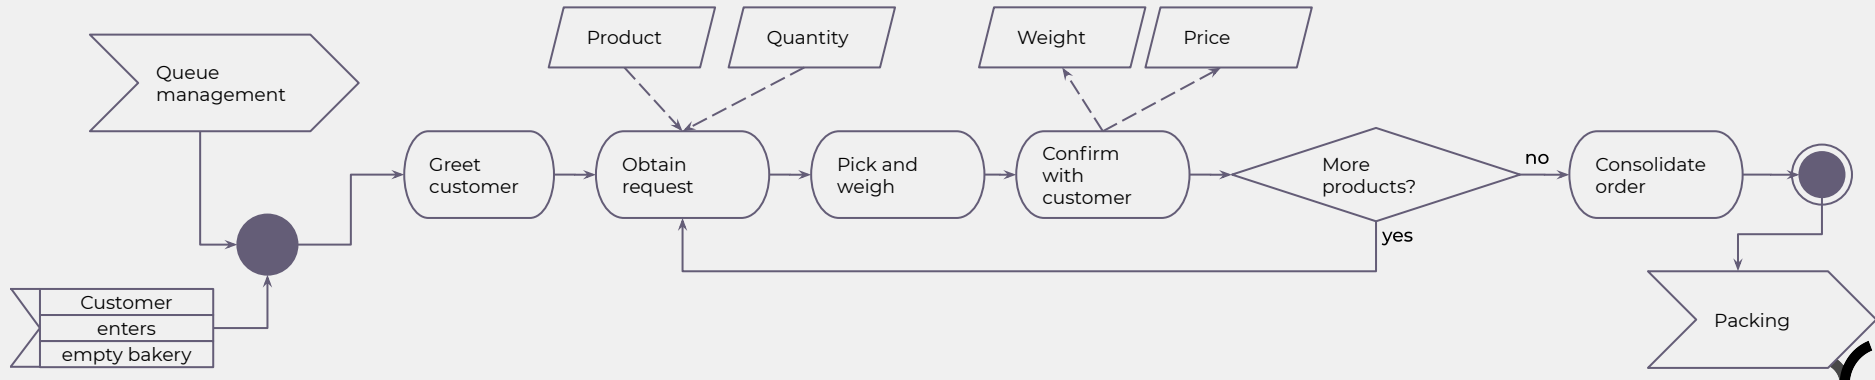 Product
Quantity
Weight
Price
Queue
management
Greet
customer
Obtain
request
Pick and
weigh
Confirm
with
customer
More
products?
no
Consolidate
order
yes
Customer
enters
empty bakery
Packing